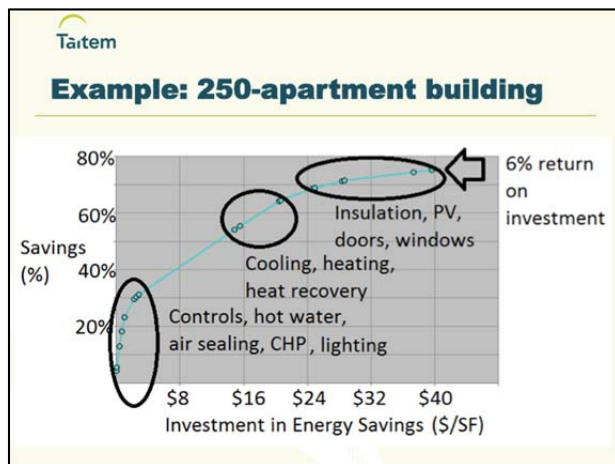 Taitem
Example: 250-apartment building
80%
60%
40%
20%
Savings
(%)
6% return
on
investment
Insulation, PV,
doors, windows
Cooling, heating,
heat recovery
Controls, hot water,
air sealing, CHP, lighting
$8
$16
$24
$32
$40
Investment in Energy Savings ($/SF)